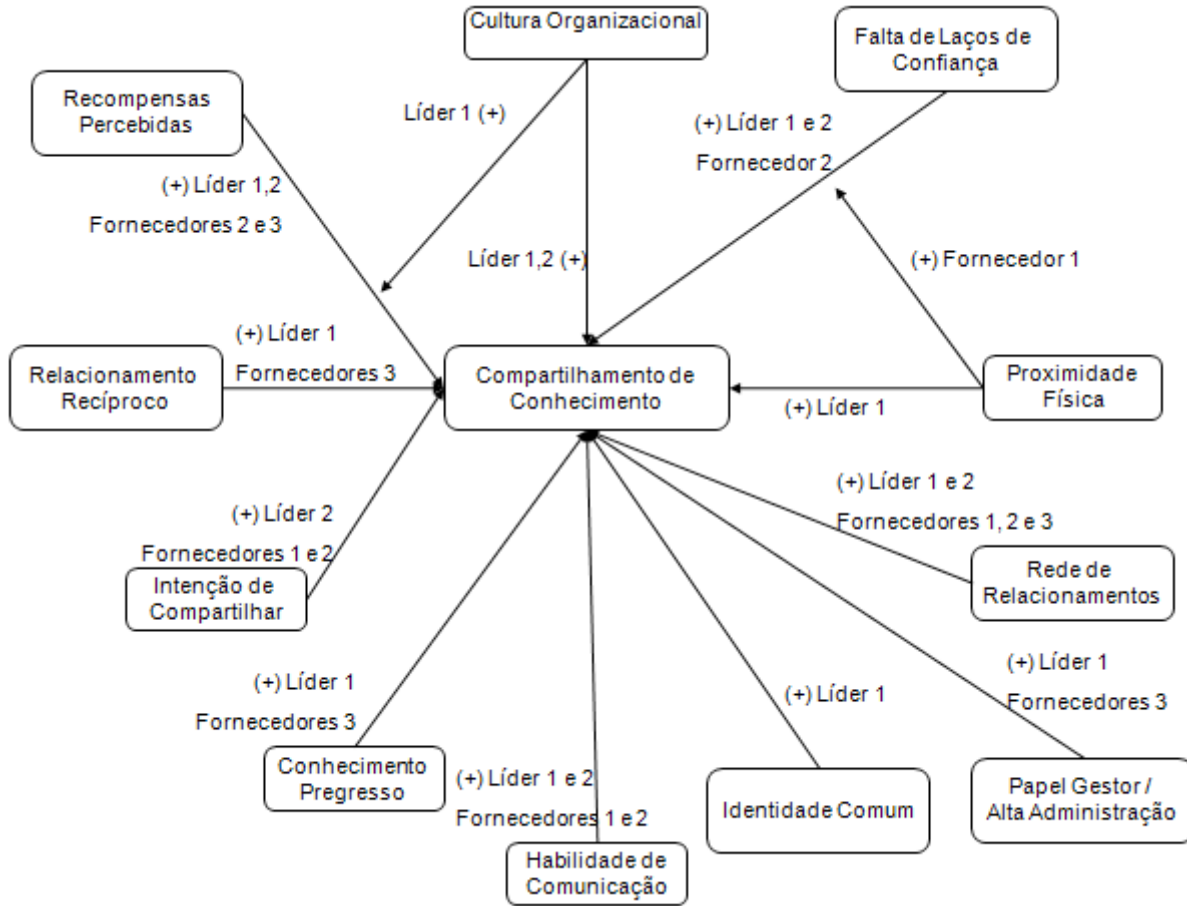 Cultura Organizacional
Falta de Laços de
Confiança
Recompensas
Percebidas
Líder 1 (+)
(+) Líder 1 e 2
Fornecedor 2
(+) Líder 1,2
Fornecedores 2 e 3
Líder 1,2 (+)
(+) Fornecedor 1
(+) Líder 1
Fornecedores 3
Relacionamento
Recíproco
Compartilhamento de
Conhecimento
Proximidade
Física
(+) Líder 1
(+) Líder 1 e 2
Fornecedores 1, 2 e 3
(+) Líder 2
Fornecedores 1 e 2
Intenção de
Compartilhar
Rede de
Relacionamentos
(+) Líder 1
Fornecedores 3
(+) Líder 1
(+) Líder 1
Fornecedores 3
Conhecimento
Pregresso
(+) Líder 1 e 2
Fornecedores 1 e 2
Identidade Comum
Papel Gestor /
Alta Administração
Habilidade de
Comunicação